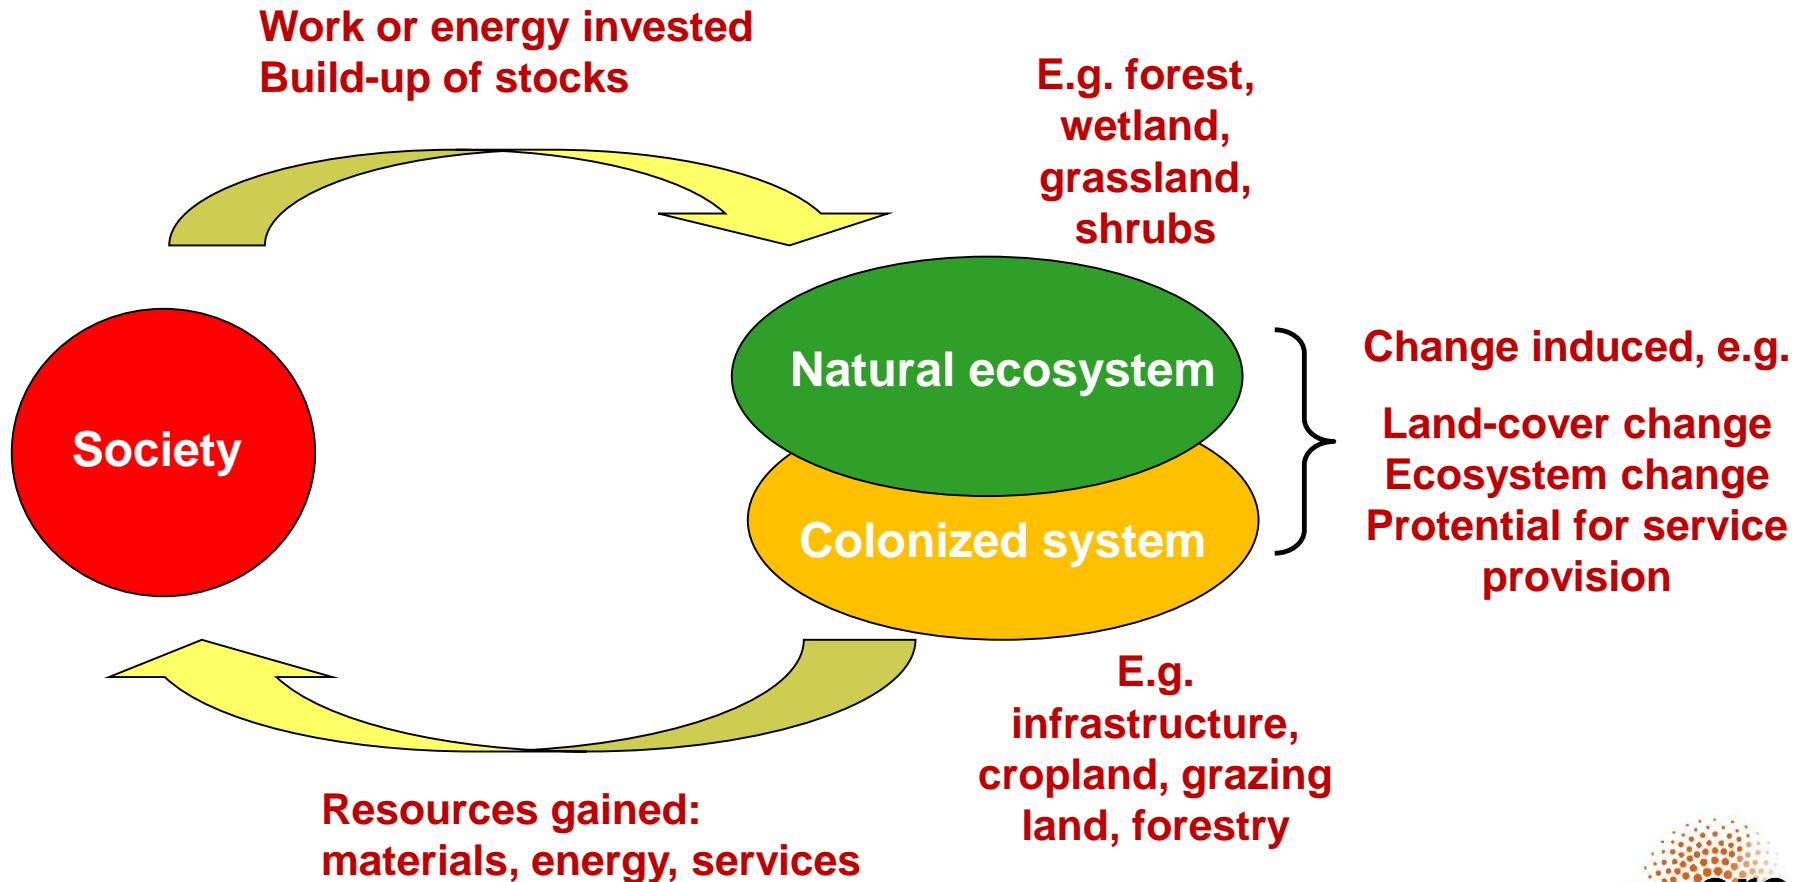 Work or energy invested
Build-up of stocks
E.g. forest,
wetland,
grassland,
shrubs
Natural ecosystem
Society
Colonized system
Change induced, e.g.
Land-cover change
Ecosystem change
Protential for service
provision
E.g.
infrastructure,
cropland, grazing
land, forestry
Resources gained:
materials, energy, services